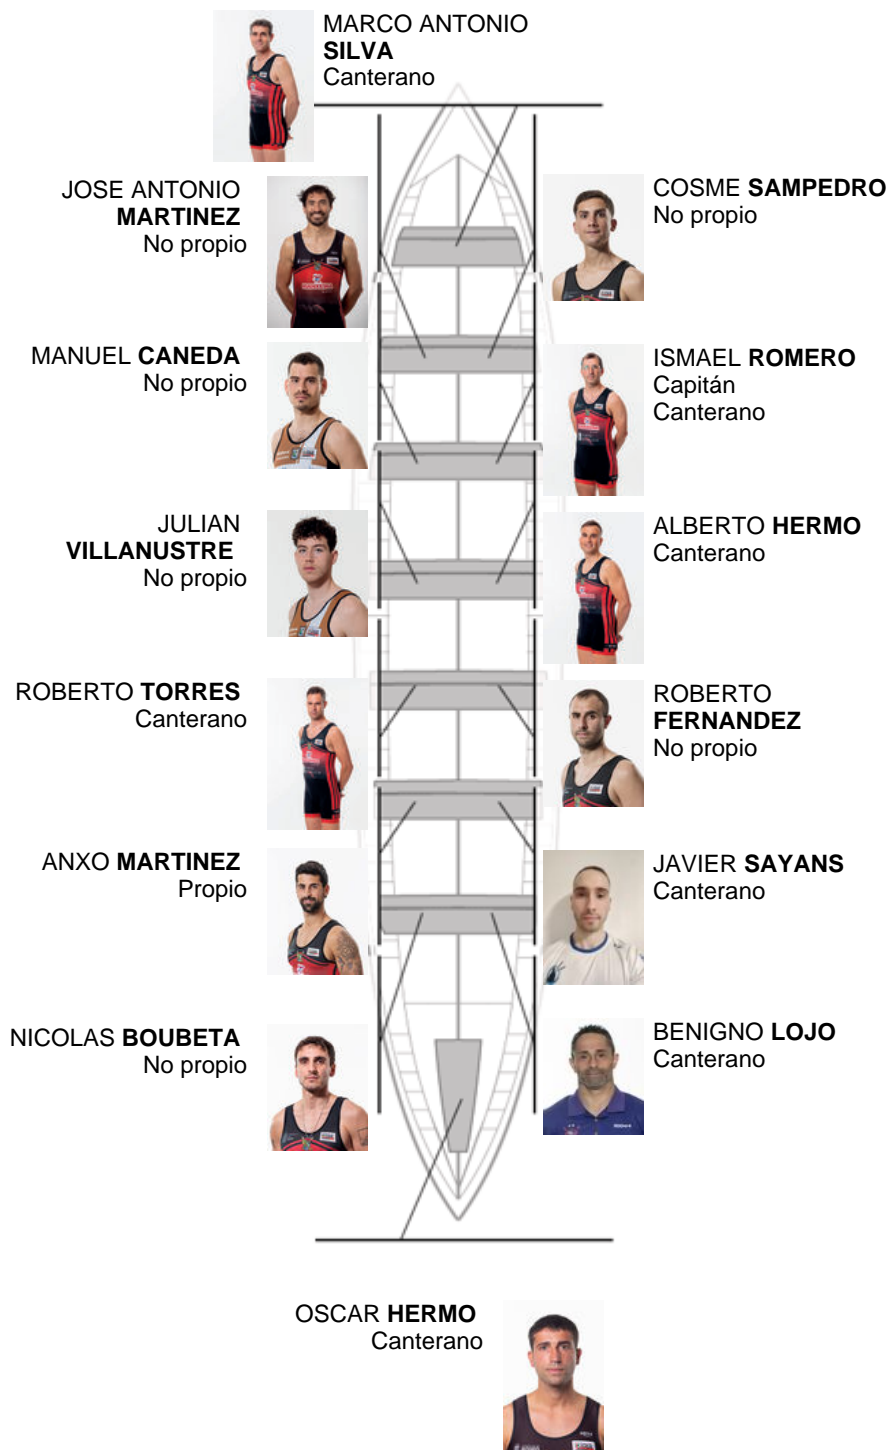 MARCO ANTONIO
SILVA
Canterano
JOSE ANTONIO
MARTINEZ
No propio
COSME SAMPEDRO
No propio
MANUEL CANEDA
No propio
ISMAEL ROMERO
Capitán
Canterano
JULIAN
VILLANUSTRE
No propio
ALBERTO HERMO
Canterano
ROBERTO TORRES
Canterano
ROBERTO
FERNANDEZ
No propio
ANXO MARTINEZ
Propio
JAVIER SAYANS
Canterano
NICOLAS BOUBETA
No propio
BENIGNO LOJO
Canterano
OSCAR HERMO
Canterano